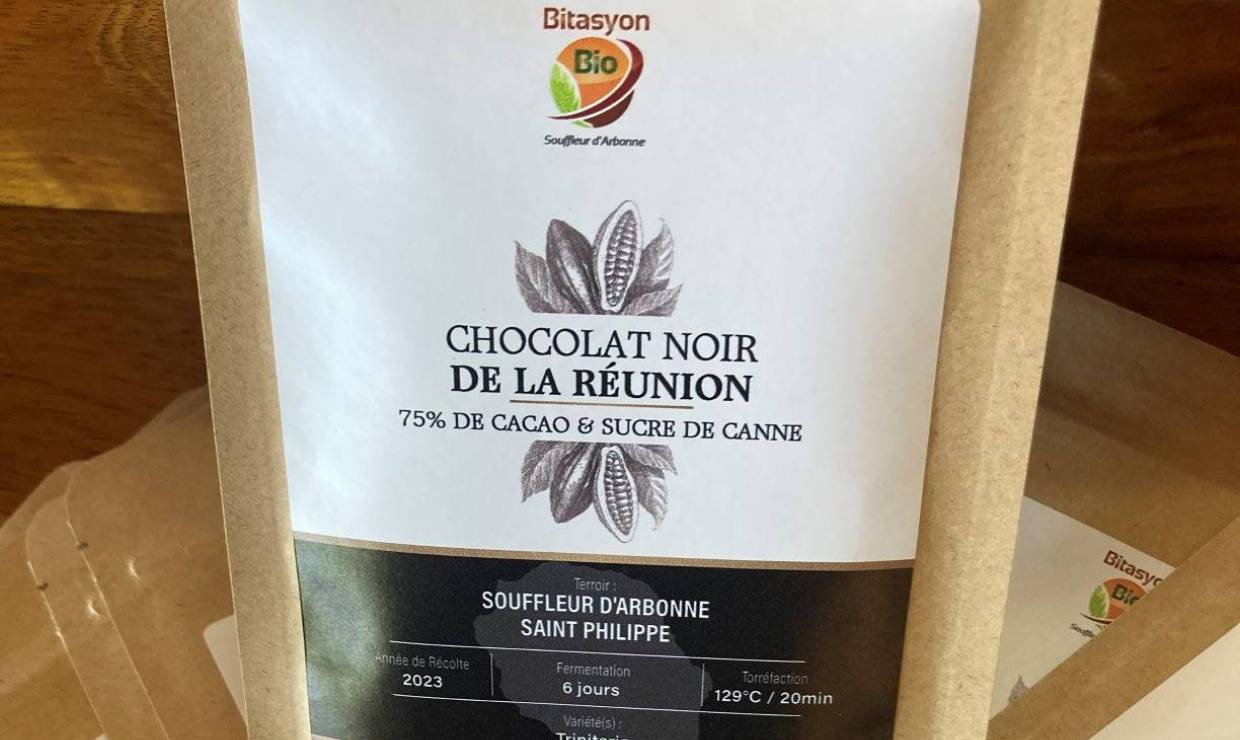 Bitasyon
Bio
Souffleur d'Arbonne
CHOCOLAT NOIR
DE LA RÉUNION
75% DE CACAO & SUCRE DE CANNE
Terroir :
SOUFFLEUR D'ARBONNE
SAINT PHILIPPE
Année de Récolte
2023
Fermentation
6 jours
Torréfaction
129°C / 20min
Variété(s) :
Bio